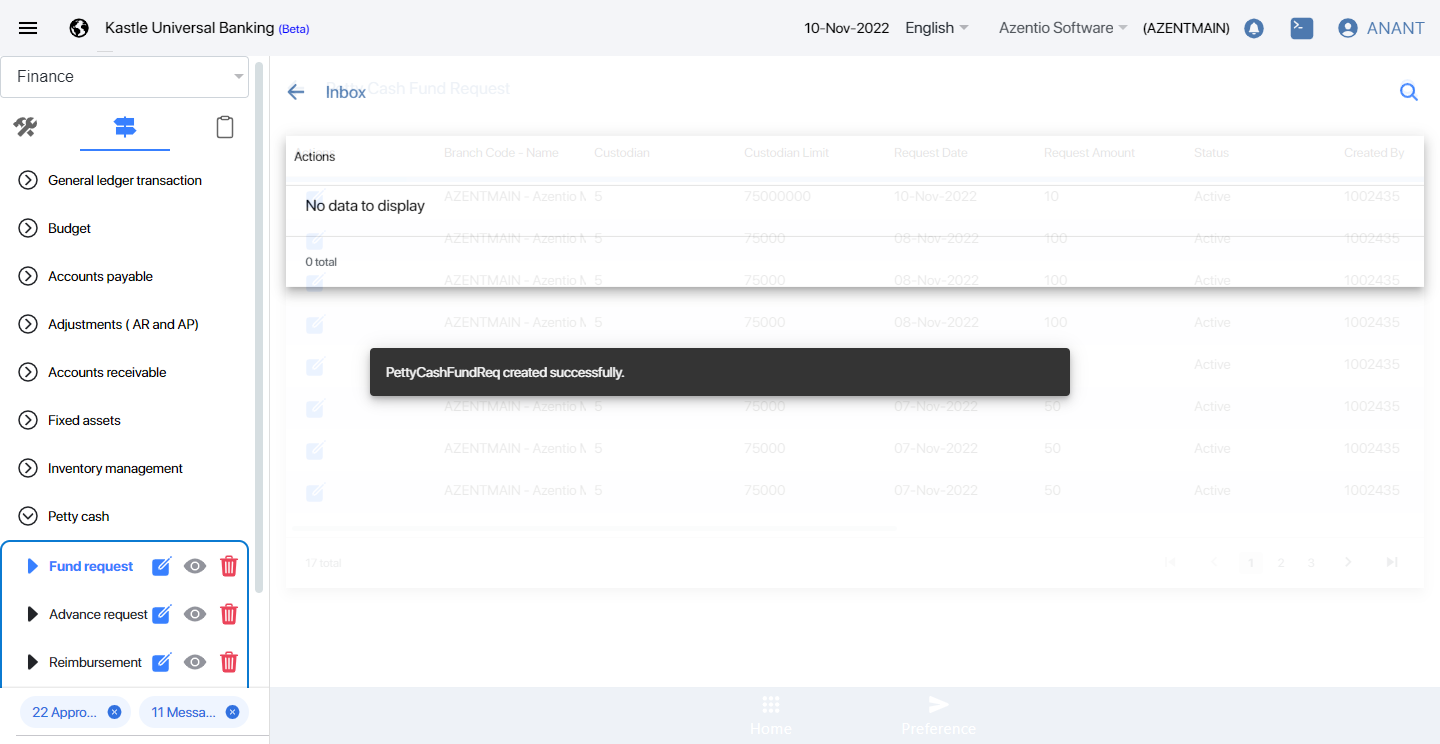 Kastle Universal Banking (Beta)
10-Nov-2022 English Azentio Software (AZENTMAIN) ANANT
Finance
General ledger transaction
Budget
Accounts payable
Adjustments ( AR and AP)
Accounts receivable
Fixed assets
Inventory management
Petty cash
Fund request
Advance request
Reimbursement
22 Appro...
11 Messa...
Inbox
Petty Cash Fund Request
Actions
Branch Code - Name Custodian Custodian Limit Request Date Request Amount Status Created By
No data to display
0 total
AZENTMAIN - Azentio M 5 75000000 10-Nov-2022 10 Active 1002435
AZENTMAIN - Azentio M 5 75000 08-Nov-2022 100 Active 1002435
AZENTMAIN - Azentio M 5 75000 08-Nov-2022 100 Active 1002435
AZENTMAIN - Azentio M 5 75000 08-Nov-2022 100 Active 1002435
Active 1002435
PettyCashFundReq created successfully.
AZENTMAIN - Azentio M 5 75000 07-Nov-2022 50 Active 1002435
AZENTMAIN - Azentio M 5 75000 07-Nov-2022 50 Active 1002435
AZENTMAIN - Azentio M 5 75000 07-Nov-2022 50 Active 1002435
17 total
1 2 3
Home
Preference